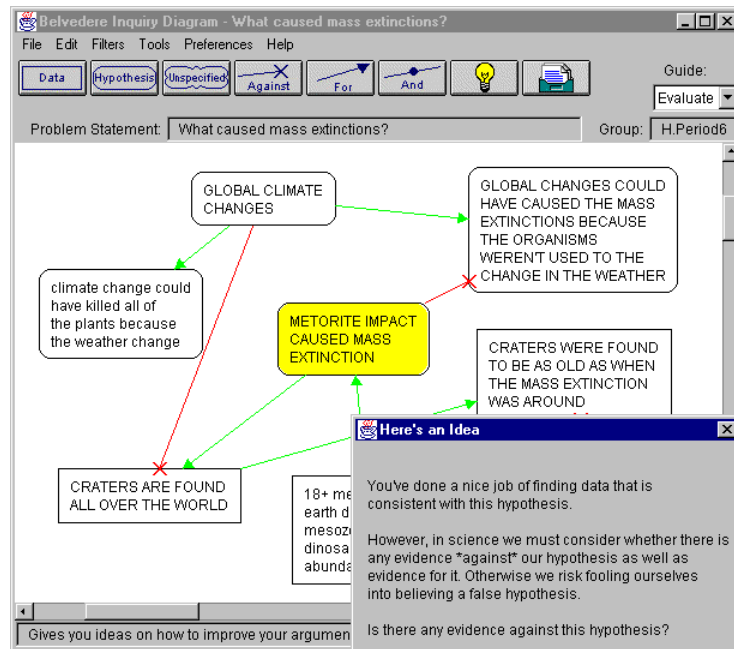 Belvedere Inquiry Diagram - What caused mass extinctions?
File Edit Filters Tools Preferences Help
Data
Hypothesis
Unspecified
Against
For
And
Guide:
Evaluate
Problem Statement: What caused mass extinctions?
Group: H.Period6
GLOBAL CLIMATE
CHANGES
GLOBAL CHANGES COULD
HAVE CAUSED THE MASS
EXTINCTIONS BECAUSE
THE ORGANISMS
WEREN'T USED TO THE
CHANGE IN THE WEATHER
climate change could
have killed all of
the plants because
the weather change
METORITE IMPACT
CAUSED MASS
EXTINCTION
CRATERS WERE FOUND
TO BE AS OLD AS WHEN
THE MASS EXTINCTION
WAS AROUND
CRATERS ARE FOUND
ALL OVER THE WORLD
18+ me
earth d
mesozo
dinosa
abunda
Here's an Idea
You've done a nice job of finding data that is
consistent with this hypothesis.
However, in science we must consider whether there is
any evidence *against* our hypothesis as well as
evidence for it. Otherwise we risk fooling ourselves
into believing a false hypothesis.
Is there any evidence against this hypothesis?
Gives you ideas on how to improve your argumen